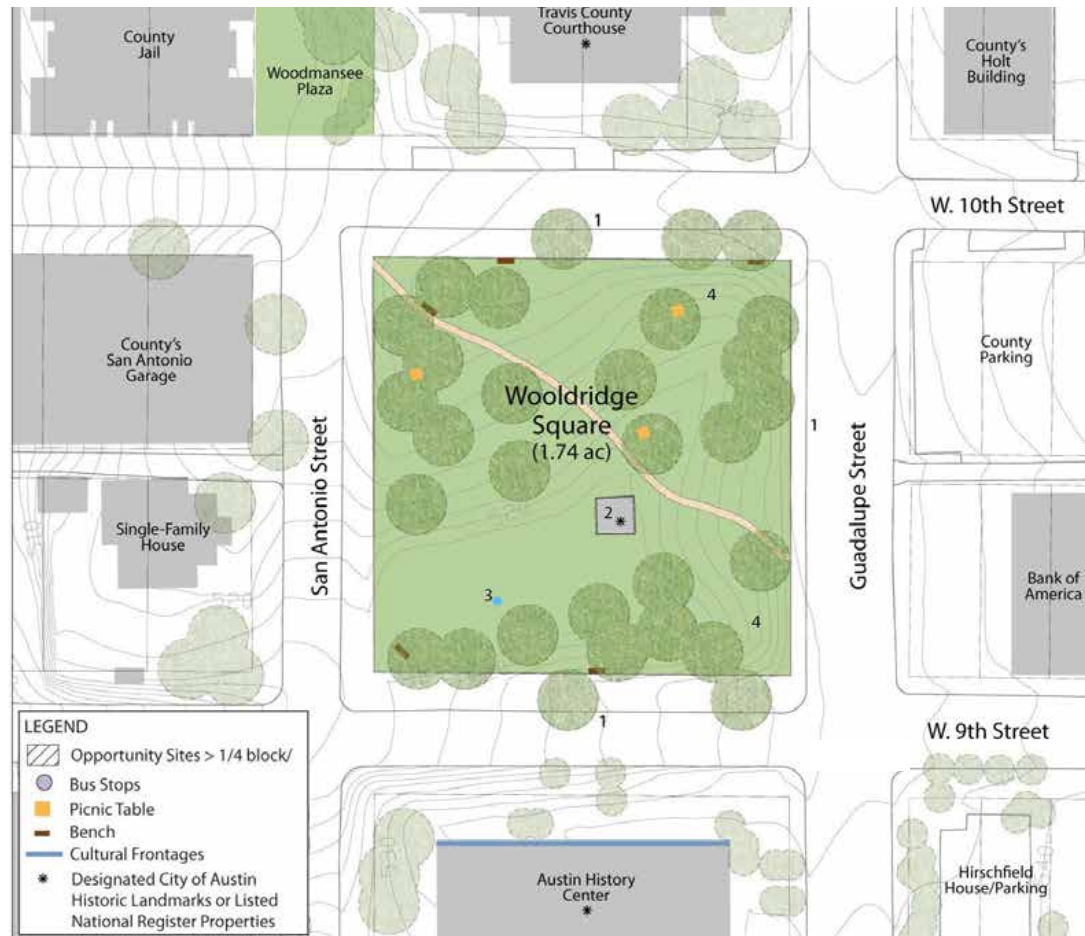 County
Jail
Woodmansee
Plaza
Travis County
Courthouse
County's
Holt
Building
W. 10th Street
1
4
County's
San Antonio
Garage
Wooldridge
Square
(1.74 ac)
County
Parking
1
San Antonio Street
Guadalupe Street
2
Single-Family
House
Bank of
America
3
4
1
W. 9th Street
LEGEND
Opportunity Sites > 1/4 block/
Bus Stops
Picnic Table
Bench
Cultural Frontages
Designated City of Austin
Historic Landmarks or Listed
National Register Properties
Austin History
Center
Hirschfield
House/Parking